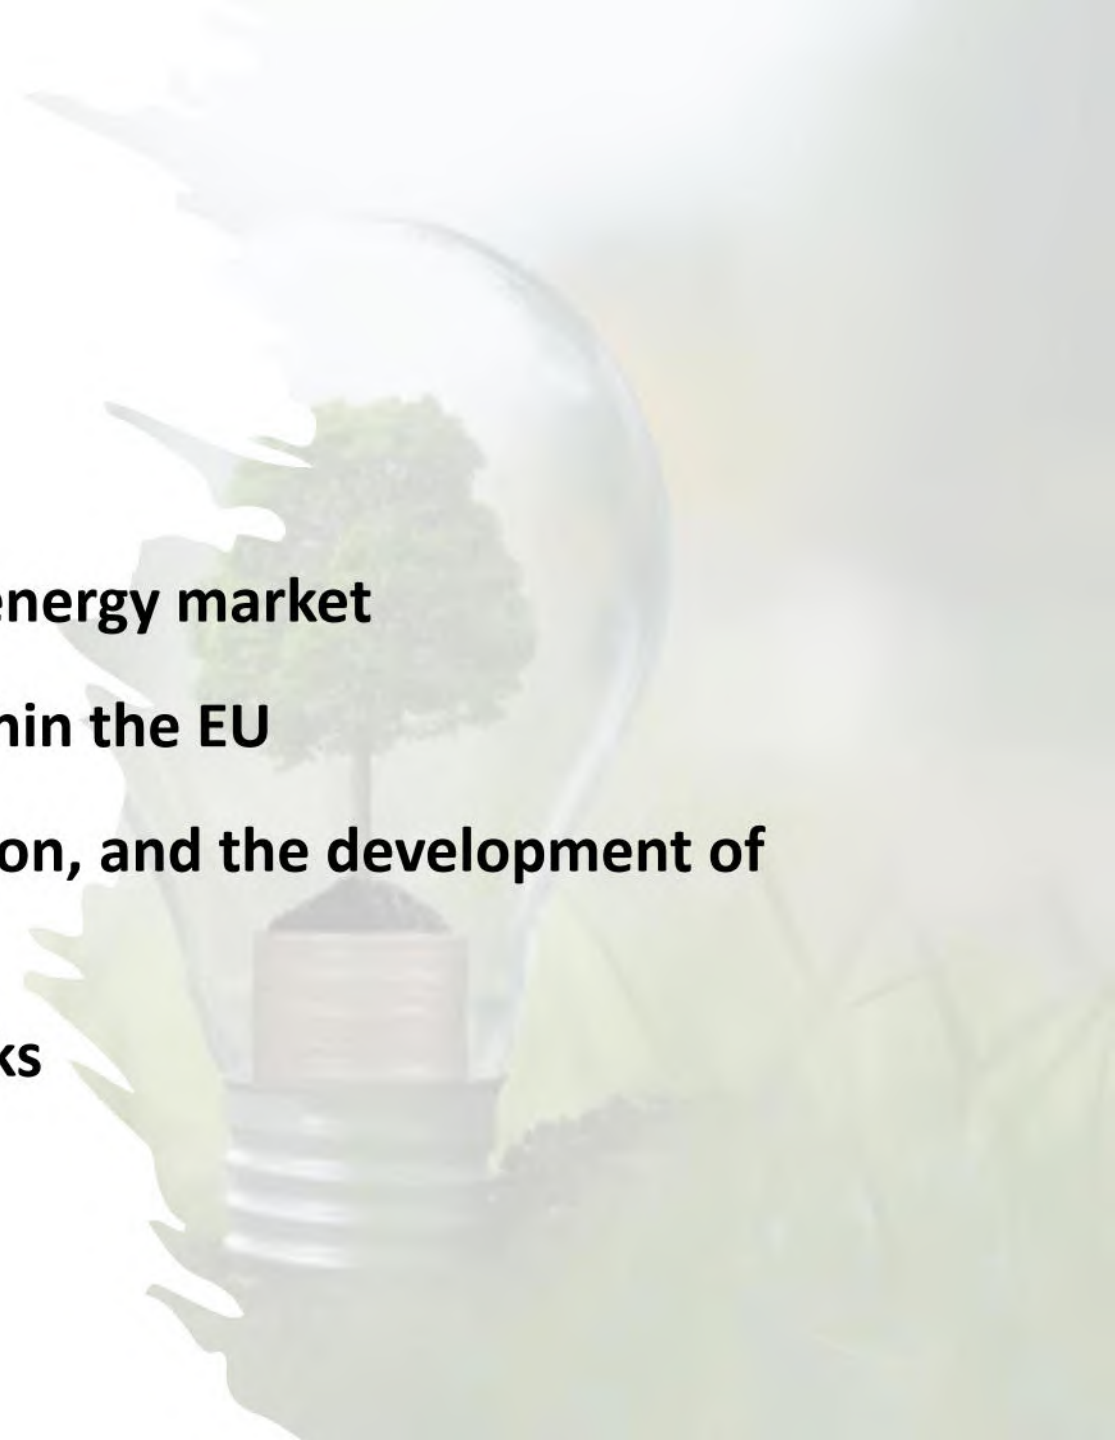 energy market
hin the EU
on, and the development of
ks